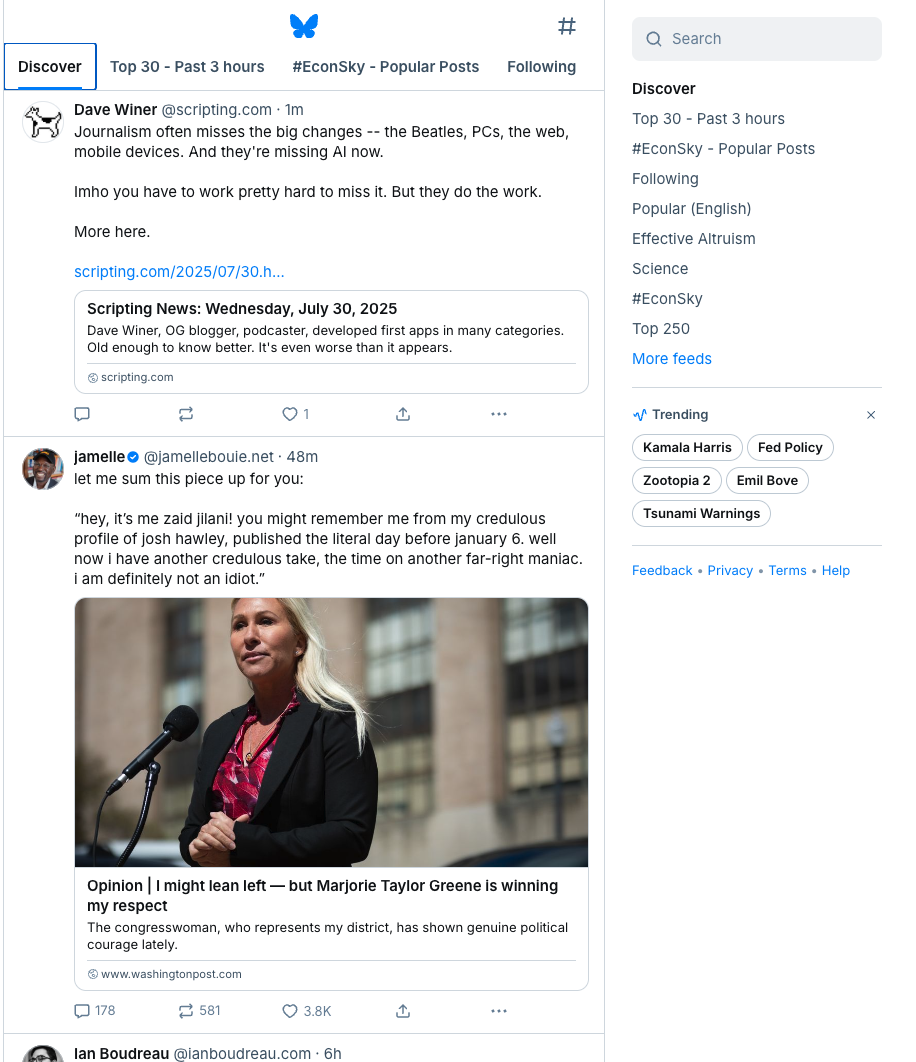 Discover
Top 30 - Past 3 hours
#EconSky - Popular Posts
Following
Dave Winer @scripting.com · 1m
Journalism often misses the big changes -- the Beatles, PCs, the web,
mobile devices. And they're missing AI now.
Imho you have to work pretty hard to miss it. But they do the work.
More here.
scripting.com/2025/07/30.h...
Scripting News: Wednesday, July 30, 2025
Dave Winer, OG blogger, podcaster, developed first apps in many categories.
Old enough to know better. It's even worse than it appears.
scripting.com
1
jamelle @jamellebouie.net · 48m
let me sum this piece up for you:
“hey, it’s me zaid jilani! you might remember me from my credulous
profile of josh hawley, published the literal day before january 6. well
now i have another credulous take, the time on another far-right maniac.
i am definitely not an idiot.”
Opinion | I might lean left — but Marjorie Taylor Greene is winning
my respect
The congresswoman, who represents my district, has shown genuine political
courage lately.
www.washingtonpost.com
178 581 3.8K
Ian Boudreau @ianboudreau.com · 6h
Search
Discover
Top 30 - Past 3 hours
#EconSky - Popular Posts
Following
Popular (English)
Effective Altruism
Science
#EconSky
Top 250
More feeds
Trending
Kamala Harris
Fed Policy
Zootopia 2
Emil Bove
Tsunami Warnings
Feedback • Privacy • Terms • Help